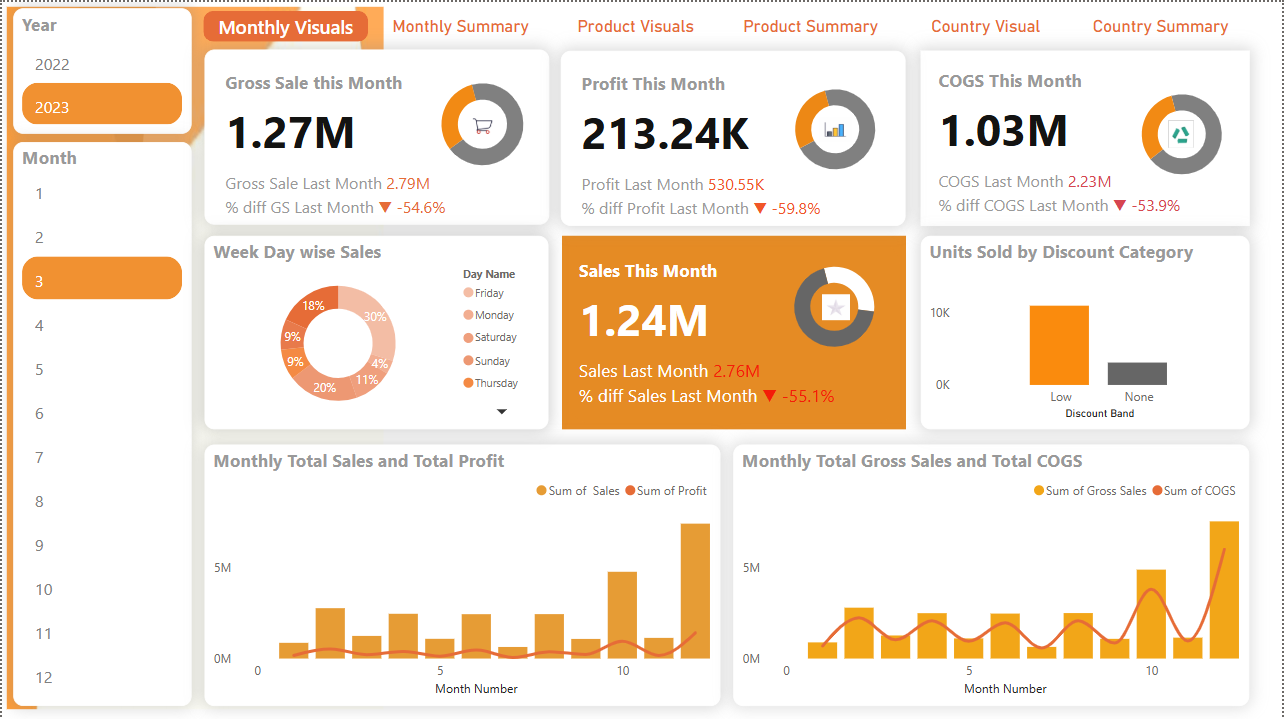 Year
2022
2023
Month
1
2
3
4
5
6
7
8
9
10
11
12
Monthly Visuals
Monthly Summary
Product Visuals
Product Summary
Country Visual
Country Summary
Gross Sale this Month
1.27M
Gross Sale Last Month 2.79M
% diff GS Last Month ▼ -54.6%
Profit This Month
213.24K
Profit Last Month 530.55K
% diff Profit Last Month ▼ -59.8%
COGS This Month
1.03M
COGS Last Month 2.23M
% diff COGS Last Month ▼ -53.9%
Week Day wise Sales
18%
30%
9%
9%
4%
11%
20%
Day Name
Friday
Monday
Saturday
Sunday
Thursday
Sales This Month
1.24M
Sales Last Month 2.76M
% diff Sales Last Month ▼ -55.1%
Units Sold by Discount Category
10K
0K
Low None
Discount Band
Monthly Total Sales and Total Profit
Sum of Sales Sum of Profit
5M
0M
0 5 10
Month Number
Monthly Total Gross Sales and Total COGS
Sum of Gross Sales Sum of COGS
5M
0M
0 5 10
Month Number